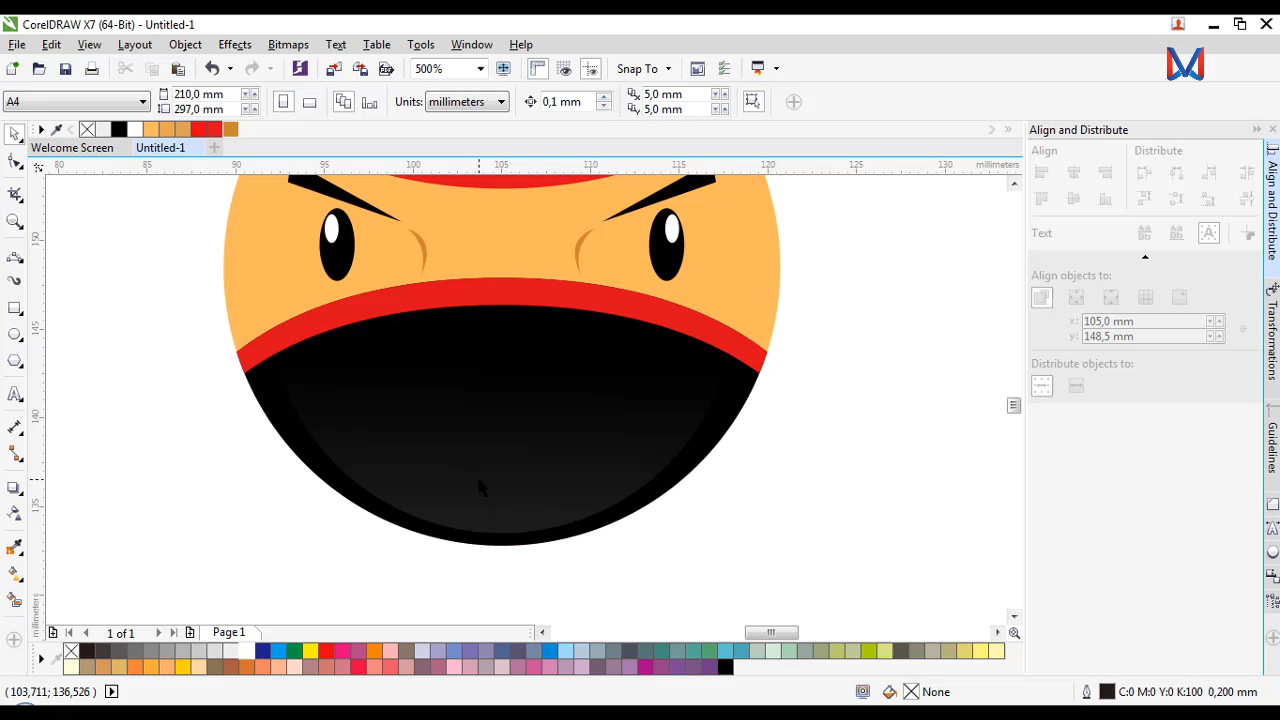 CorelDRAW X7 (64-Bit) - Untitled-1
File Edit View Layout Object Effects Bitmaps Text Table Tools Window Help
500% Snap To
A4 210,0 mm 297,0 mm Units: millimeters 0,1 mm 5,0 mm 5,0 mm
Welcome Screen Untitled-1
80 85 90 95 100 105 110 115 120 125 130 millimeters
150
145
140
135
millimeters
Align and Distribute
Align Distribute
Text
Align objects to:
x: 105,0 mm
y: 148,5 mm
Distribute objects to:
Align and Distribute
Transformations
Guidelines
1 of 1 Page 1
(103,711; 136,526 ) None C:0 M:0 Y:0 K:100 0,200 mm